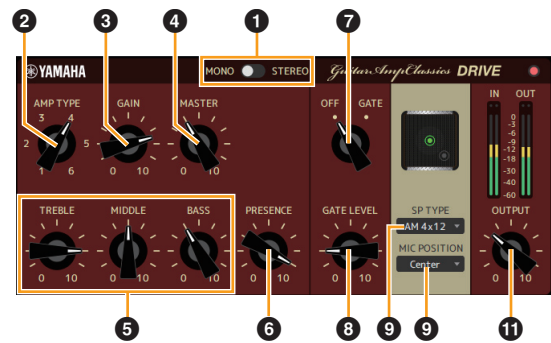 2 3 4 1 7
YAMAHA MONO STEREO Guitar Amp Classics DRIVE
AMP TYPE GAIN MASTER OFF GATE IN OUT
3 4
2 5
1 6 0 10 0 10
0
-3
-6
-9
-12
-18
-30
-40
-60
TREBLE MIDDLE BASS PRESENCE GATE LEVEL SP TYPE OUTPUT
AM 4x12
MIC POSITION
Center
0 10 0 10 0 10 0 10 0 10 0 10
5 6 8 9 9 11